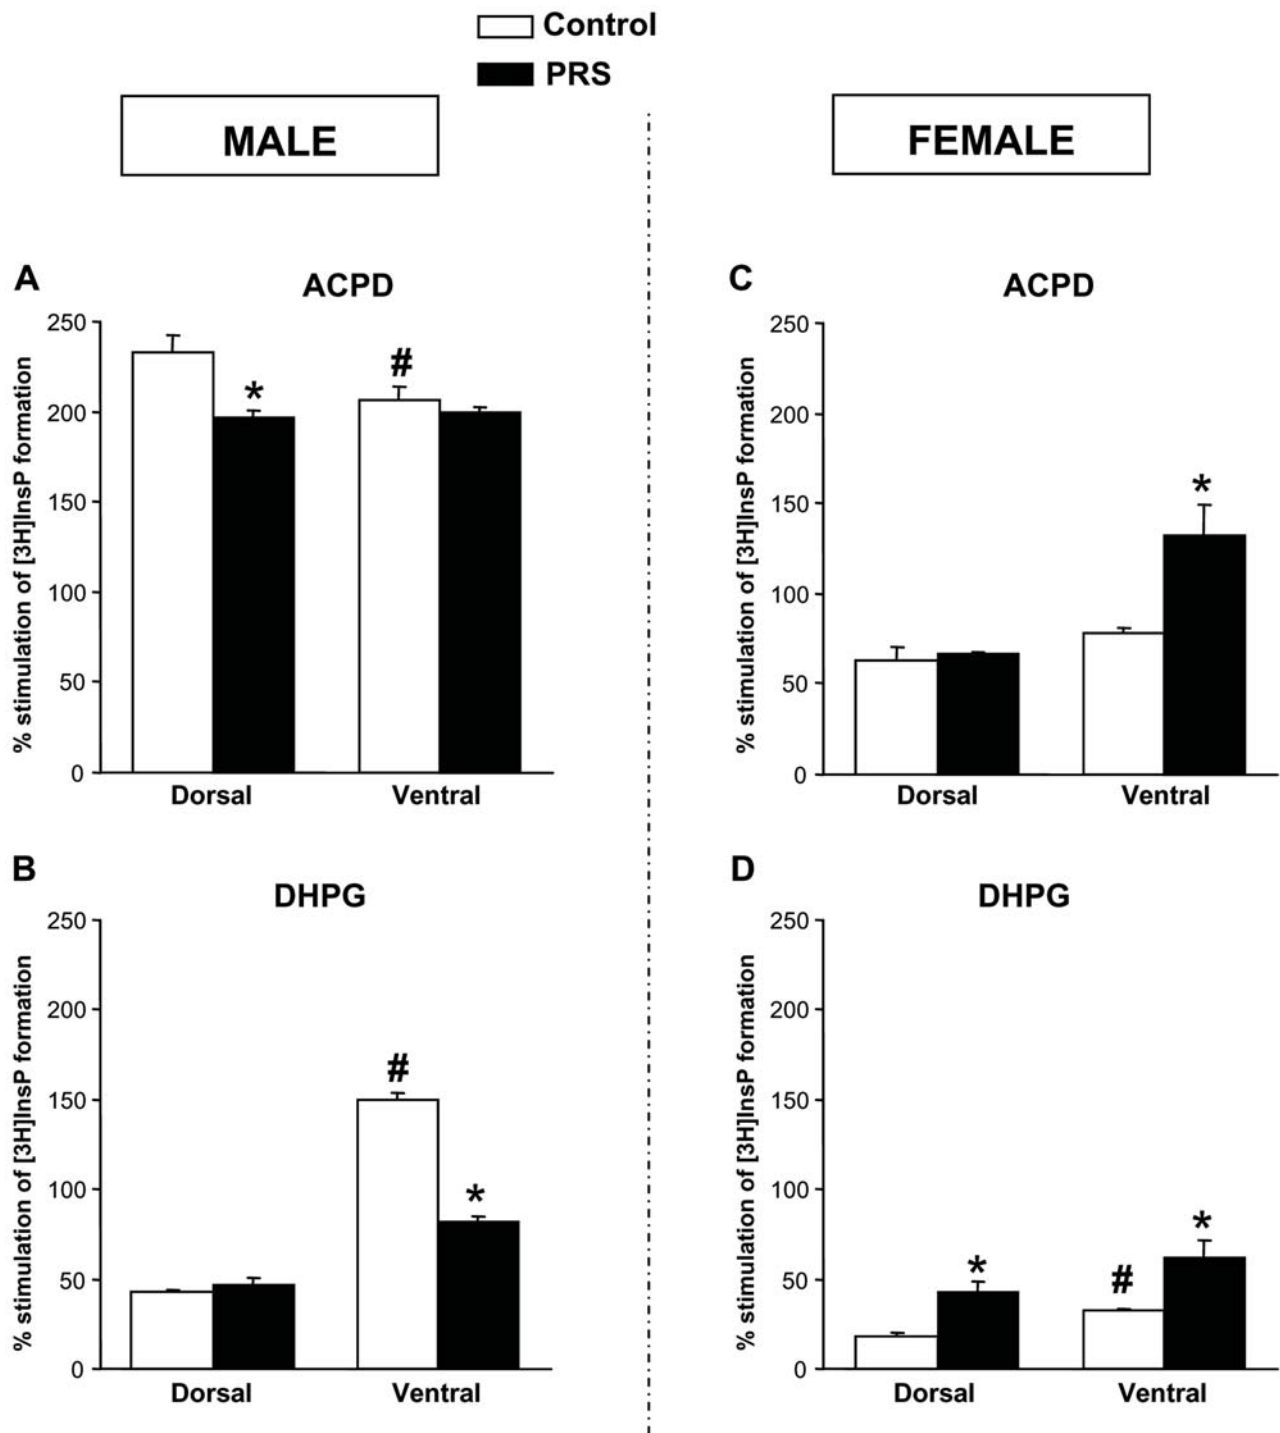 Control
PRS
MALE
FEMALE
A
ACPD
% stimulation of [3H]InsP formation
250
200
150
100
50
0
*
#
Dorsal
Ventral
C
ACPD
% stimulation of [3H]InsP formation
250
200
150
100
50
0
*
Dorsal
Ventral
B
DHPG
% stimulation of [3H]InsP formation
250
200
150
100
50
0
#
*
Dorsal
Ventral
D
DHPG
% stimulation of [3H]InsP formation
250
200
150
100
50
0
*
#
*
Dorsal
Ventral